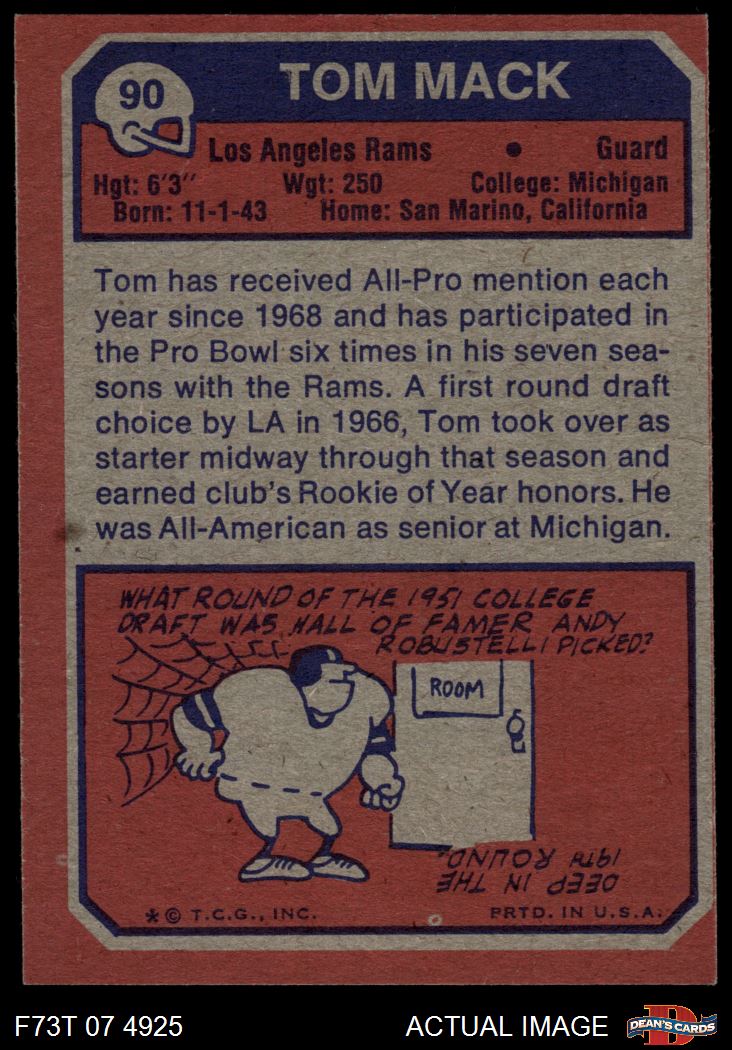 90
TOM MACK
Los Angeles Rams • Guard
Hgt: 6'3" Wgt: 250 College: Michigan
Born: 11-1-43 Home: San Marino, California
Tom has received All-Pro mention each
year since 1968 and has participated in
the Pro Bowl six times in his seven sea-
sons with the Rams. A first round draft
choice by LA in 1966, Tom took over as
starter midway through that season and
earned club's Rookie of Year honors. He
was All-American as senior at Michigan.
WHAT ROUND OF THE 1951 COLLEGE
DRAFT WAS HALL OF FAMER ANDY
ROBUSTELLI PICKED?
ROOM
DEEP IN THE
19TH ROUND.
*© T.C.G., INC. PRTD. IN U.S.A.
F73T 07 4925 ACTUAL IMAGE D DEAN'S CARDS